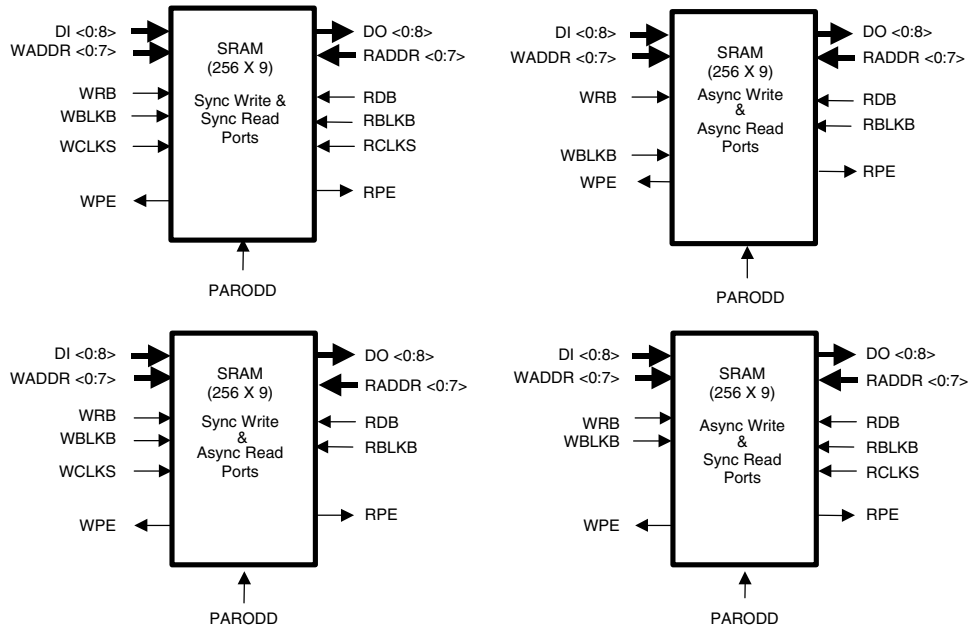 DI <0:8>
WADDR <0:7>
WRB
WBLKB
WCLKS
WPE
SRAM
(256 X 9)
Sync Write &
Sync Read
Ports
DO <0:8>
RADDR <0:7>
RDB
RBLKB
RCLKS
RPE
PARODD
DI <0:8>
WADDR <0:7>
WRB
WBLKB
WPE
SRAM
(256 X 9)
Async Write
&
Async Read
Ports
DO <0:8>
RADDR <0:7>
RDB
RBLKB
RPE
PARODD
DI <0:8>
WADDR <0:7>
WRB
WBLKB
WCLKS
WPE
SRAM
(256 X 9)
Sync Write
&
Async Read
Ports
DO <0:8>
RADDR <0:7>
RDB
RBLKB
RPE
PARODD
DI <0:8>
WADDR <0:7>
WRB
WBLKB
WPE
SRAM
(256 X 9)
Async Write
&
Sync Read
Ports
DO <0:8>
RADDR <0:7>
RDB
RBLKB
RCLKS
RPE
PARODD